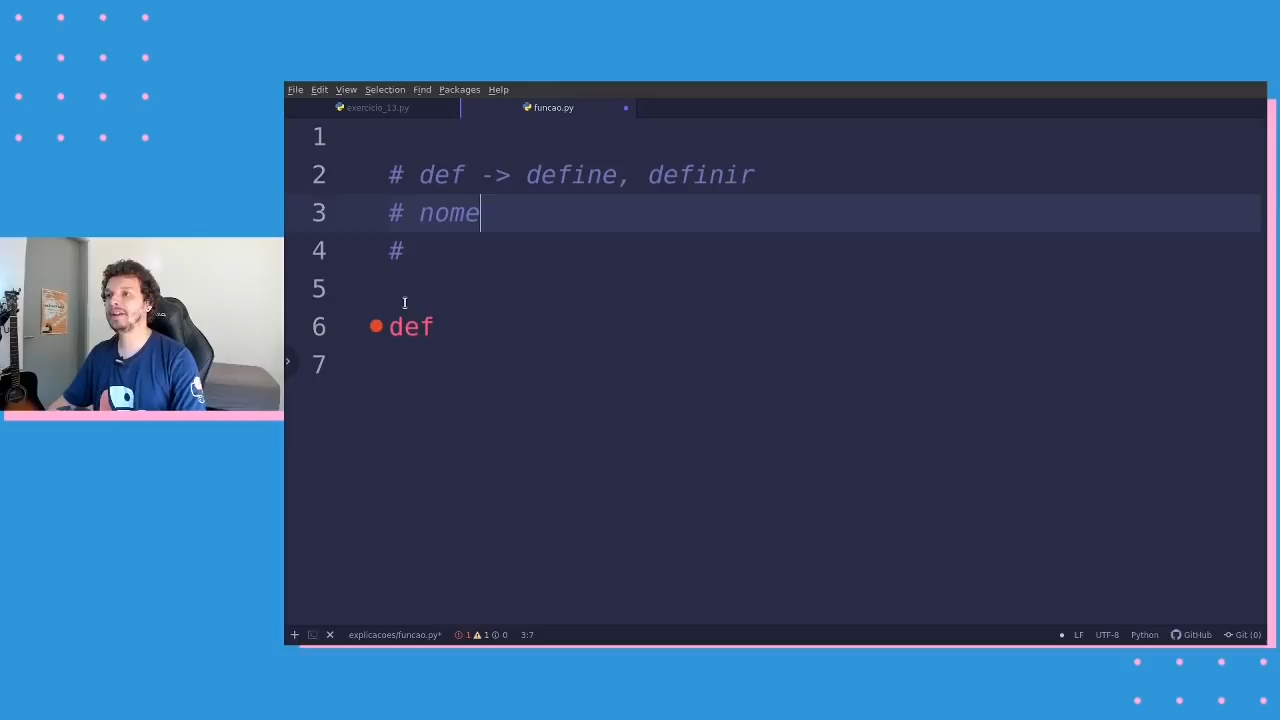 File Edit View Selection Find Packages Help
exercicio_13.py funcao.py
1
2 # def -> define, definir
3 # nome
4 #
5
6 def
7
explicacoes/funcao.py* 1 1 0 3:7 LF UTF-8 Python GitHub Git (0)